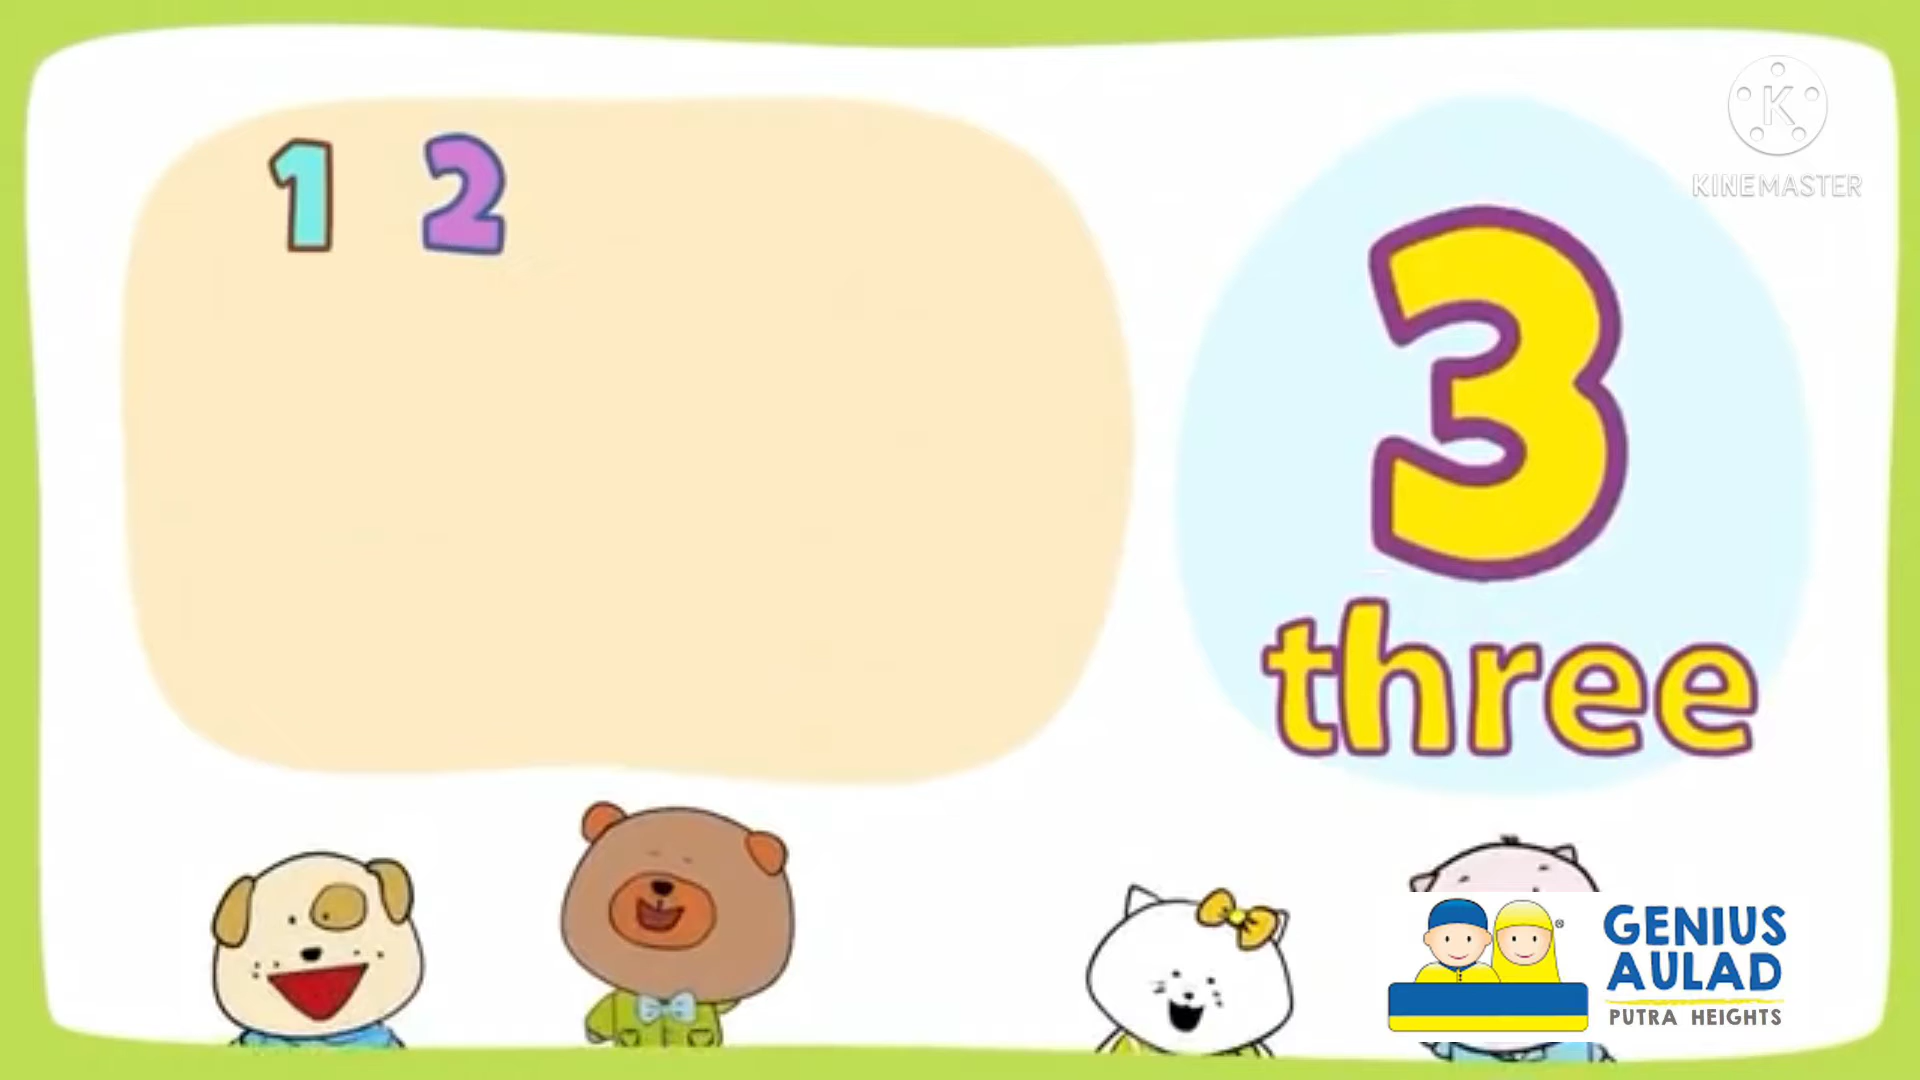 1 2
3
three
K
KINEMASTER
GENIUS
AULAD
PUTRA HEIGHTS